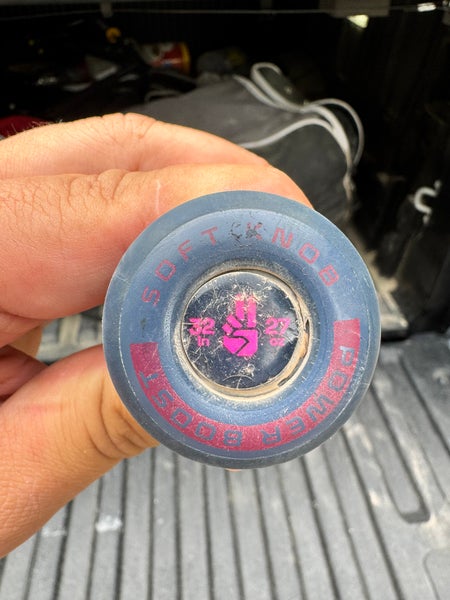 SOFT KNOB
32 27
in oz
POWER BOOST